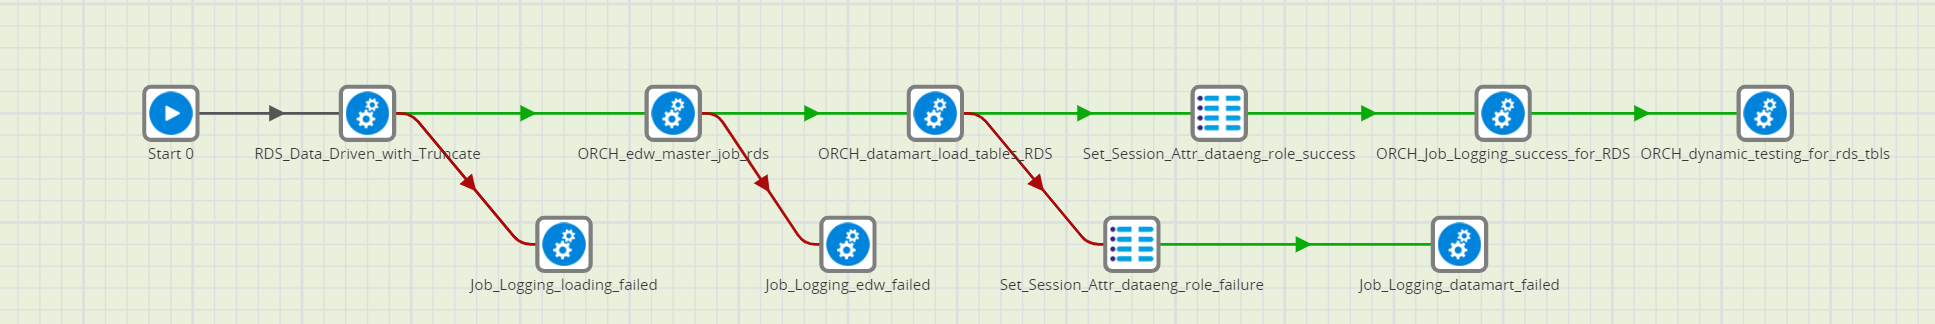 Start 0
RDS_Data_Driven_with_Truncate
ORCH_edw_master_job_rds
ORCH_datamart_load_tables_RDS
Set_Session_Attr_dataeng_role_success
ORCH_Job_Logging_success_for_RDS
ORCH_dynamic_testing_for_rds_tbls
Job_Logging_loading_failed
Job_Logging_edw_failed
Set_Session_Attr_dataeng_role_failure
Job_Logging_datamart_failed